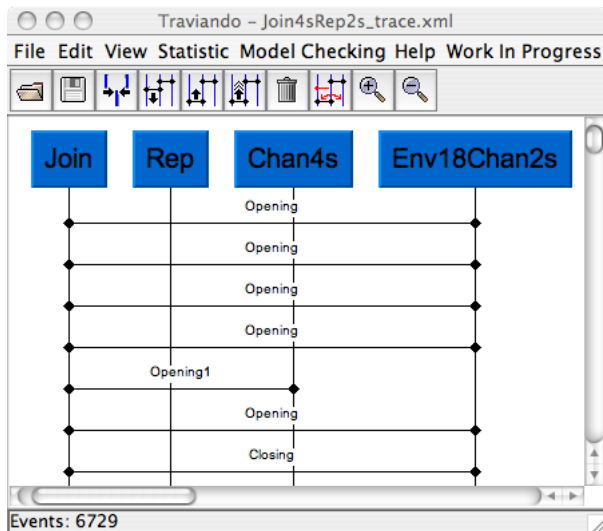 Traviando – Join4sRep2s_trace.xml
File Edit View Statistic Model Checking Help Work In Progress
Join Rep Chan4s Env18Chan2s
Opening
Opening
Opening
Opening
Opening1
Opening
Closing
Events: 6729